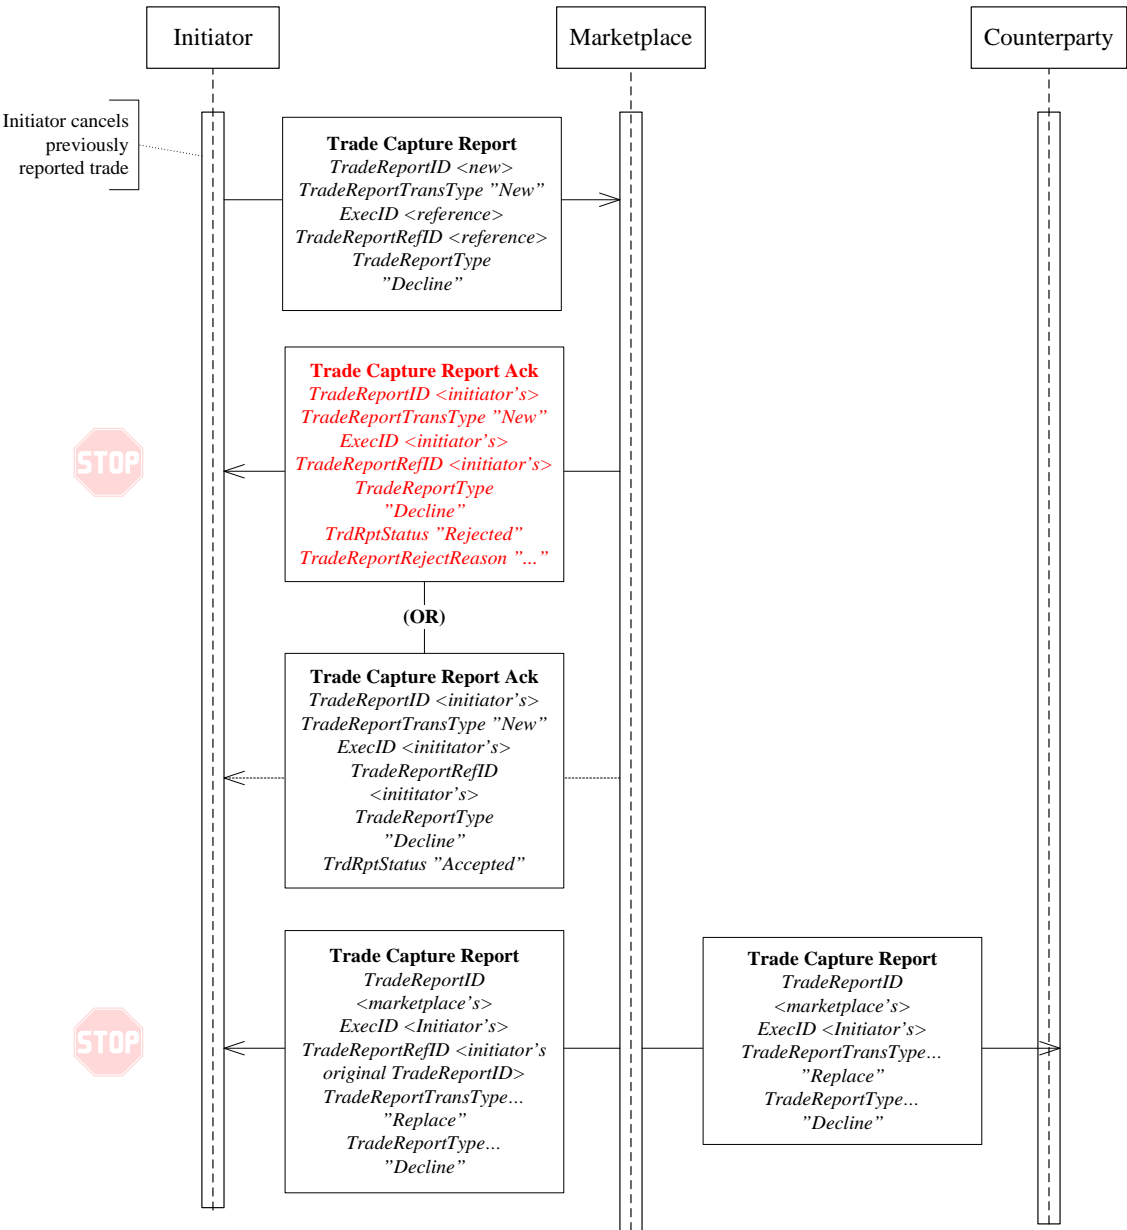 Initiator
Marketplace
Counterparty
Initiator cancels
previously
reported trade
Trade Capture Report
TradeReportID <new>
TradeReportTransType ”New”
ExecID <reference>
TradeReportRefID <reference>
TradeReportType
”Decline”
Trade Capture Report Ack
TradeReportID <initiator’s>
TradeReportTransType ”New”
ExecID <initiator’s>
TradeReportRefID <initiator’s>
TradeReportType
”Decline”
TrdRptStatus ”Rejected”
TradeReportRejectReason ”...”
STOP
(OR)
Trade Capture Report Ack
TradeReportID <initiator’s>
TradeReportTransType ”New”
ExecID <inititator’s>
TradeReportRefID
<inititator’s>
TradeReportType
”Decline”
TrdRptStatus ”Accepted”
Trade Capture Report
TradeReportID
<marketplace’s>
ExecID <Initiator’s>
TradeReportRefID <initiator’s
original TradeReportID>
TradeReportTransType…
”Replace”
TradeReportType…
”Decline”
STOP
Trade Capture Report
TradeReportID
<marketplace’s>
ExecID <Initiator’s>
TradeReportTransType…
”Replace”
TradeReportType…
”Decline”